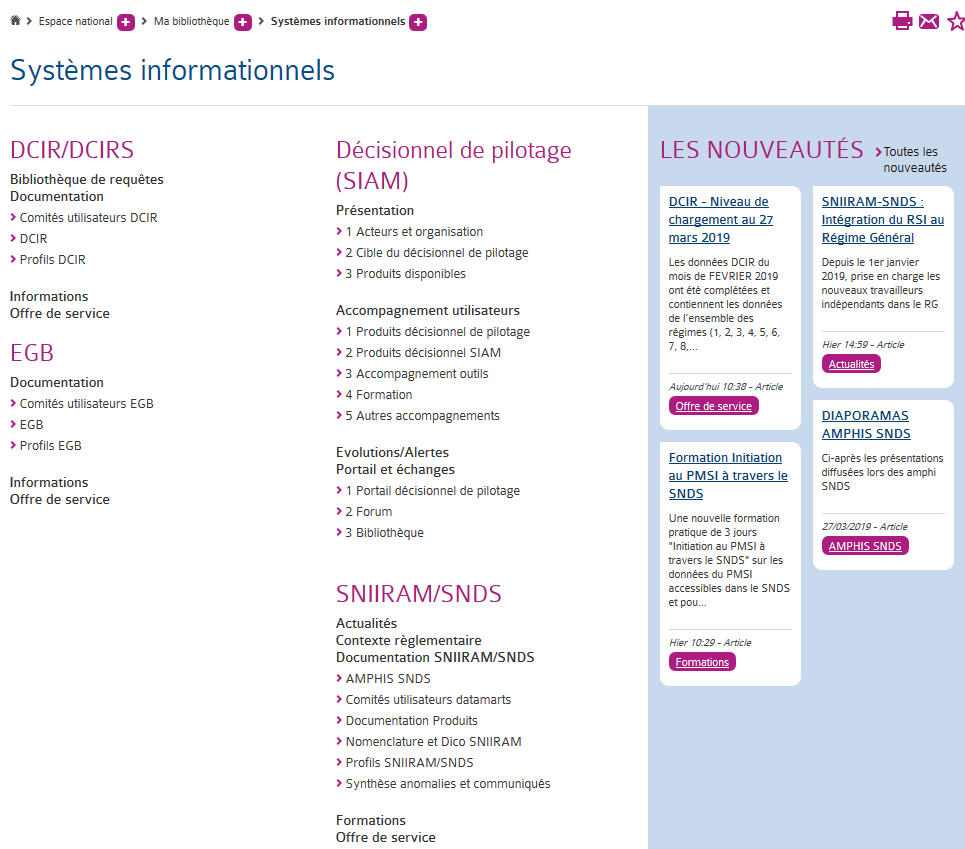 Espace national Ma bibliothèque Systèmes informationnels
Systèmes informationnels
DCIR/DCIRS
Bibliothèque de requêtes
Documentation
Comités utilisateurs DCIR
DCIR
Profils DCIR
Informations
Offre de service
EGB
Documentation
Comités utilisateurs EGB
EGB
Profils EGB
Informations
Offre de service
Décisionnel de pilotage
(SIAM)
Présentation
1 Acteurs et organisation
2 Cible du décisionnel de pilotage
3 Produits disponibles
Accompagnement utilisateurs
1 Produits décisionnel de pilotage
2 Produits décisionnel SIAM
3 Accompagnement outils
4 Formation
5 Autres accompagnements
Evolutions/Alertes
Portail et échanges
1 Portail décisionnel de pilotage
2 Forum
3 Bibliothèque
SNIIRAM/SNDS
Actualités
Contexte règlementaire
Documentation SNIIRAM/SNDS
AMPHIS SNDS
Comités utilisateurs datamarts
Documentation Produits
Nomenclature et Dico SNIIRAM
Profils SNIIRAM/SNDS
Synthèse anomalies et communiqués
Formations
Offre de service
LES NOUVEAUTÉS
Toutes les
nouveautés
DCIR - Niveau de
chargement au 27
mars 2019
Les données DCIR du
mois de FEVRIER 2019
ont été complétées et
contiennent les données
de l'ensemble des
régimes (1, 2, 3, 4, 5, 6,
7, 8,...
Aujourd'hui 10:38 - Article
Offre de service
Formation Initiation
au PMSI à travers le
SNDS
Une nouvelle formation
pratique de 3 jours
"Initiation au PMSI à
travers le SNDS" sur les
données du PMSI
accessibles dans le SNDS
et pou...
Hier 10:29 - Article
Formations
SNIIRAM-SNDS :
Intégration du RSI au
Régime Général
Depuis le 1er janvier
2019, prise en charge les
nouveaux travailleurs
indépendants dans le RG
Hier 14:59 - Article
Actualités
DIAPORAMAS
AMPHIS SNDS
Ci-après les présentations
diffusées lors des amphi
SNDS
27/03/2019 - Article
AMPHIS SNDS